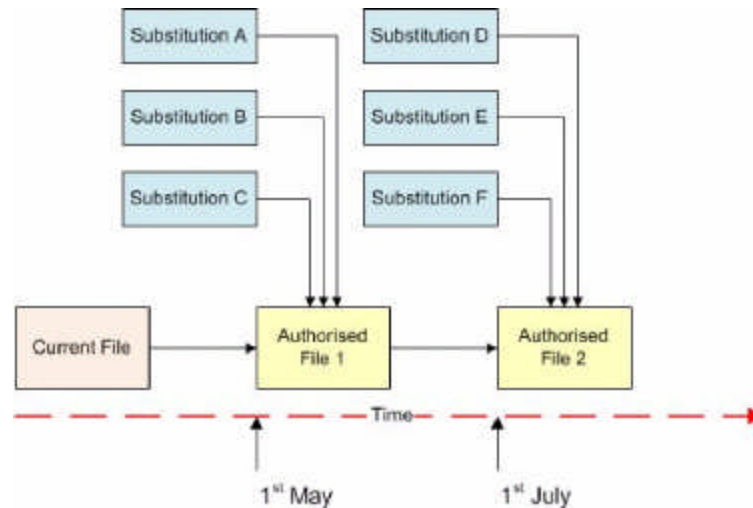 Substitution A
Substitution D
Substitution B
Substitution E
Substitution C
Substitution F
Current File
Authorised
File 1
Authorised
File 2
Time
1st May
1st July